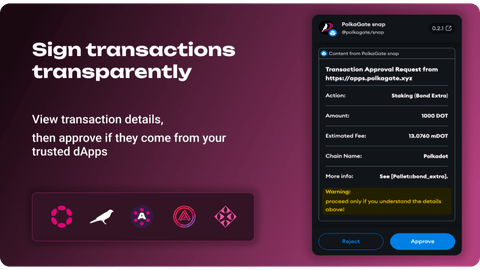 Sign transactions
transparently
View transaction details,
then approve if they come from your
trusted dApps
PolkaGate snap
@polkagate/snap
0.2.1
Content from PolkaGate snap
Transaction Approval Request from
https://apps.polkagate.xyz
Action: Staking (Bond Extra)
Amount: 1000 DOT
Estimated Fee: 13.0760 mDOT
Chain Name: Polkadot
More info: See [Pallet::bond_extra].
Warning:
proceed only if you understand the details
above!
Reject Approve
A